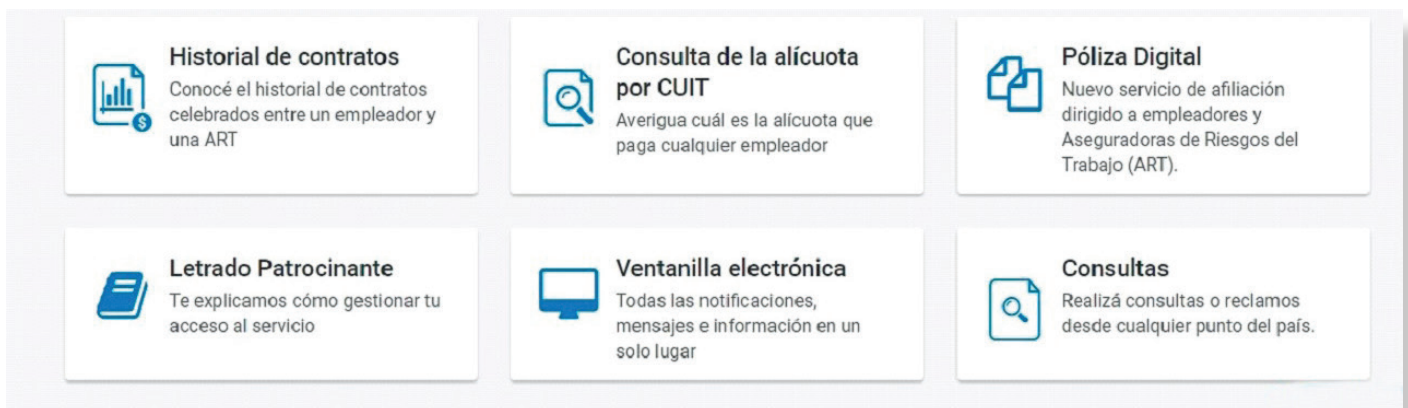 Historial de contratos
Conocé el historial de contratos
celebrados entre un empleador y
una ART
Consulta de la alícuota
por CUIT
Averigua cuál es la alícuota que
paga cualquier empleador
Póliza Digital
Nuevo servicio de afiliación
dirigido a empleadores y
Aseguradoras de Riesgos del
Trabajo (ART).
Letrado Patrocinante
Te explicamos cómo gestionar tu
acceso al servicio
Ventanilla electrónica
Todas las notificaciones,
mensajes e información en un
solo lugar
Consultas
Realizá consultas o reclamos
desde cualquier punto del país.